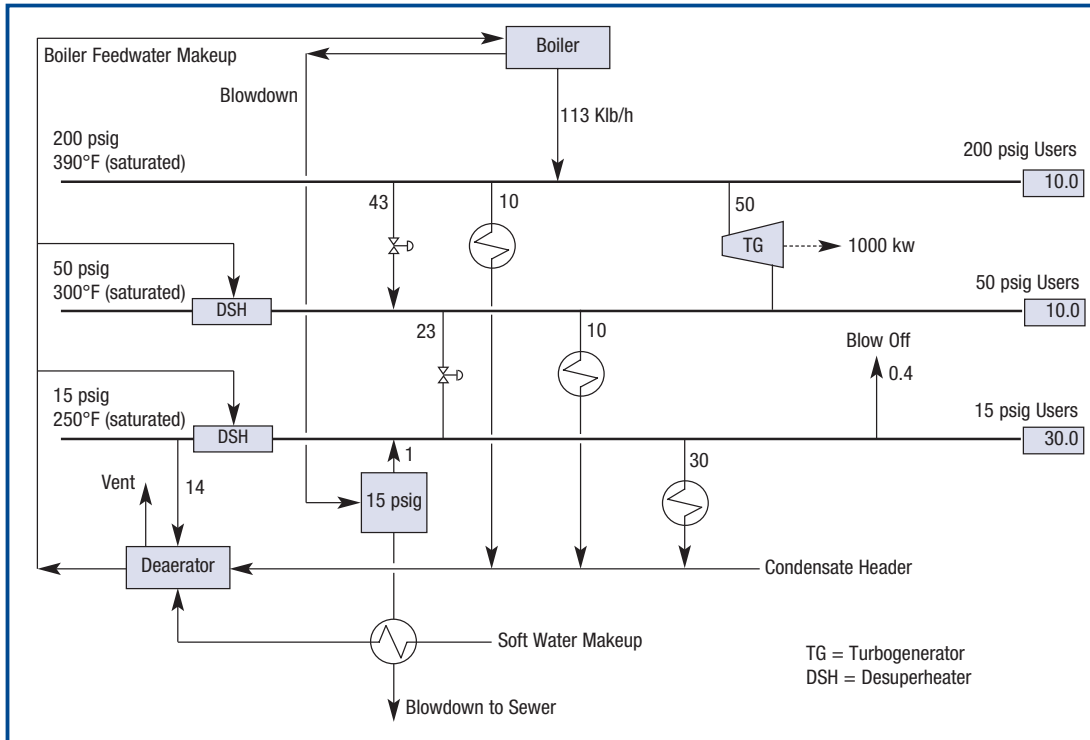 Boiler
Boiler Feedwater Makeup
Blowdown
113 Klb/h
200 psig
390°F (saturated)
200 psig Users
10.0
43
10
50
TG
1000 kw
50 psig
300°F (saturated)
DSH
50 psig Users
10.0
23
10
Blow Off
0.4
15 psig
250°F (saturated)
DSH
15 psig Users
30.0
1
30
Vent
14
15 psig
Deaerator
Condensate Header
Soft Water Makeup
TG = Turbogenerator
DSH = Desuperheater
Blowdown to Sewer